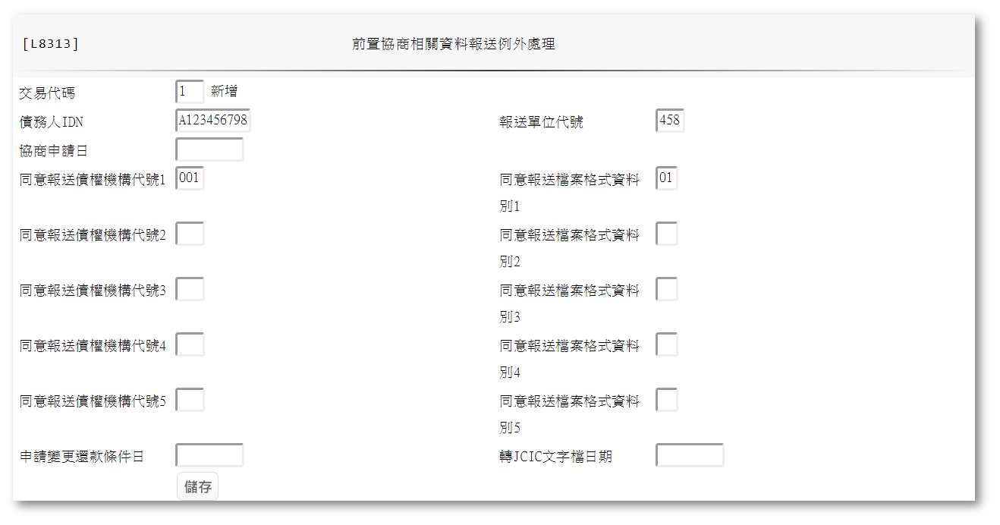 [L8313] 前置協商相關資料報送例外處理
交易代碼 1 新增
債務人IDN A123456798 報送單位代號 458
協商申請日
同意報送債權機構代號1 001 同意報送檔案格式資料 01
別1
同意報送債權機構代號2 同意報送檔案格式資料
別2
同意報送債權機構代號3 同意報送檔案格式資料
別3
同意報送債權機構代號4 同意報送檔案格式資料
別4
同意報送債權機構代號5 同意報送檔案格式資料
別5
申請變更還款條件日 轉JCIC文字檔日期
儲存